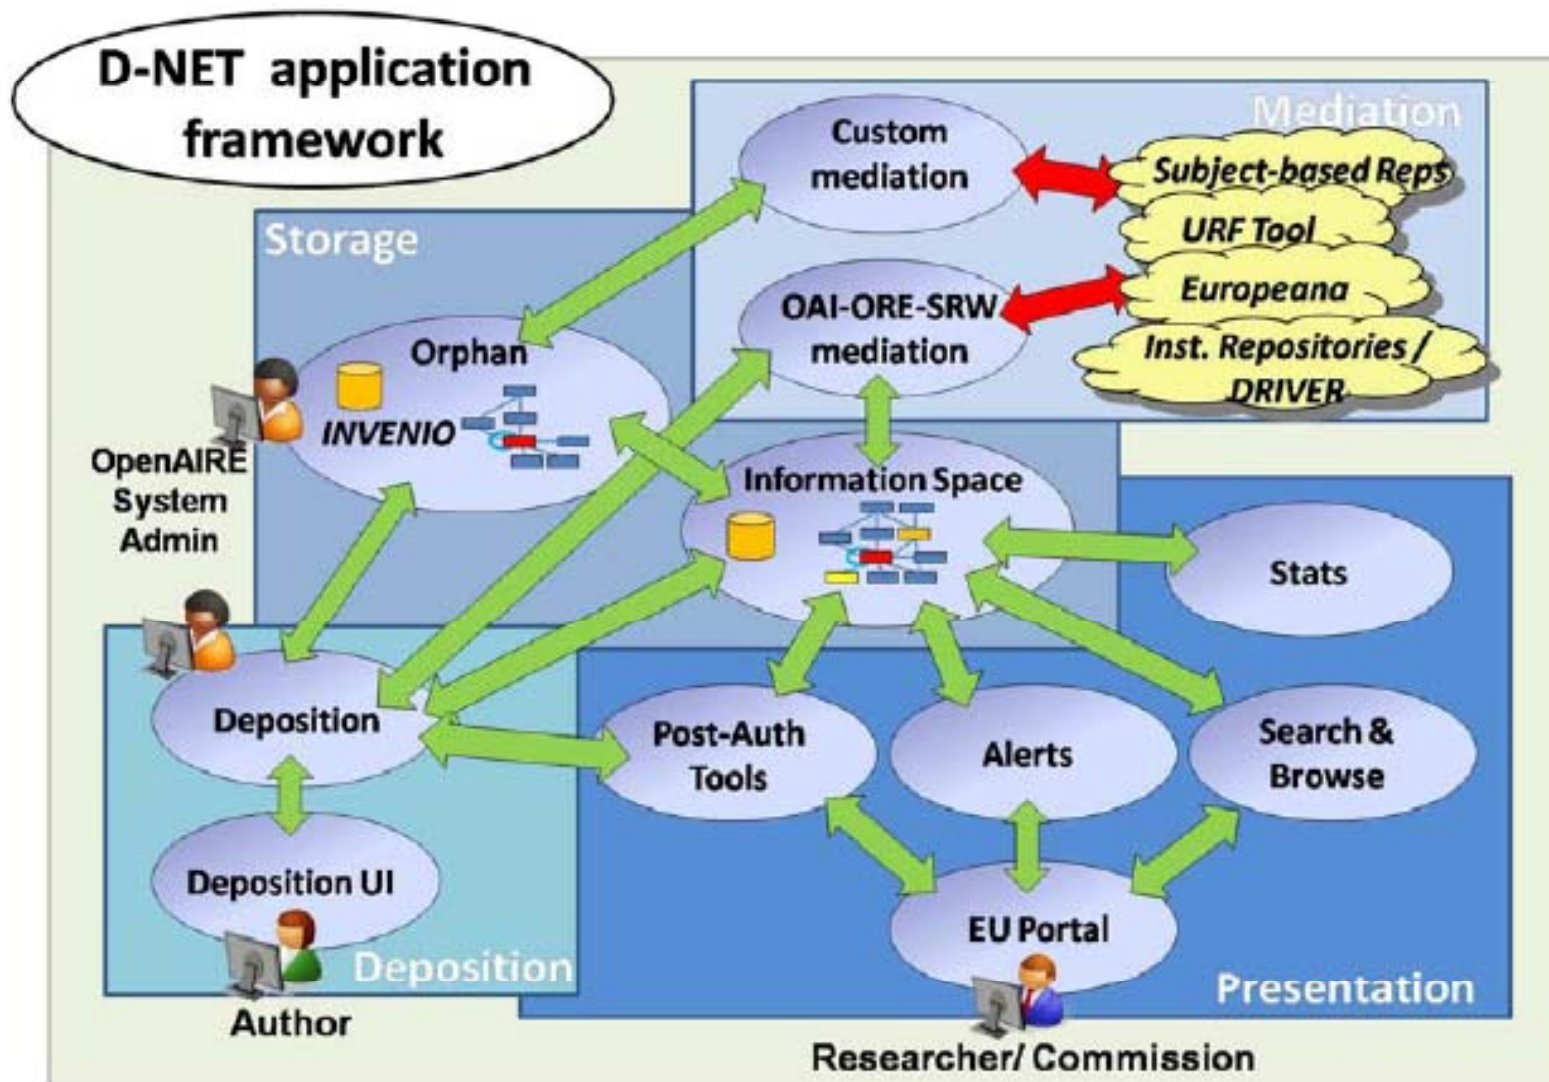 D-NET application
framework
Mediation
Custom
mediation
Subject-based Reps
URF Tool
Europeana
Inst. Repositories /
DRIVER
OAI-ORE-SRW
mediation
Storage
Orphan
INVENIO
OpenAIRE
System
Admin
Information Space
Stats
Deposition
Post-Auth
Tools
Alerts
Search &
Browse
Deposition UI
EU Portal
Deposition
Presentation
Author
Researcher/ Commission